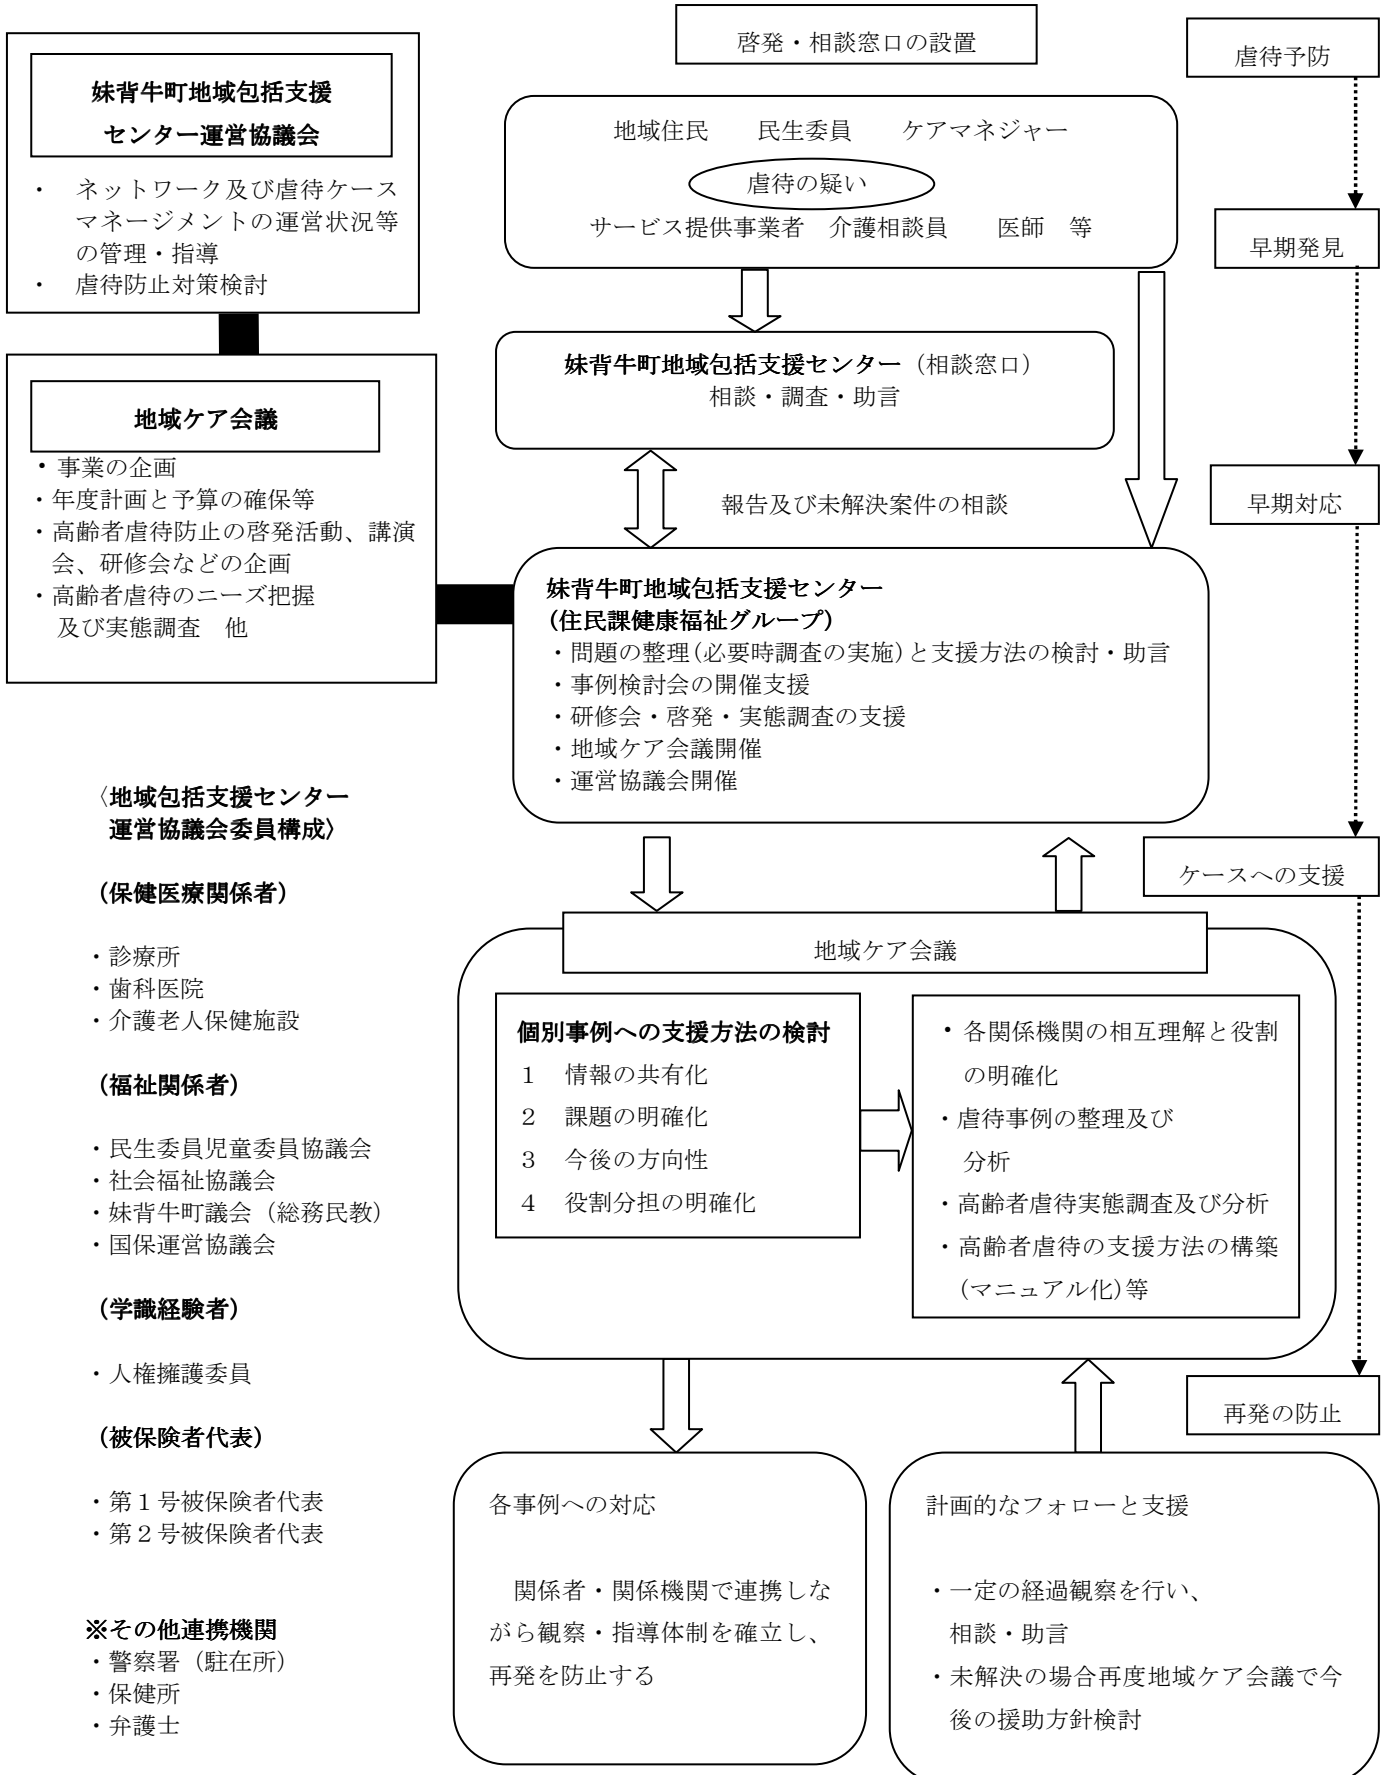 啓発・相談窓口の設置
虐待予防
妹背牛町地域包括支援
センター運営協議会
・ ネットワーク及び虐待ケース
マネージメントの運営状況等
の管理・指導
・ 虐待防止対策検討
地域住民 民生委員 ケアマネジャー
虐待の疑い
サービス提供事業者 介護相談員 医師 等
早期発見
妹背牛町地域包括支援センター（相談窓口）
相談・調査・助言
地域ケア会議
・事業の企画
・年度計画と予算の確保等
・高齢者虐待防止の啓発活動、講演
会、研修会などの企画
・高齢者虐待のニーズ把握
及び実態調査 他
報告及び未解決案件の相談
早期対応
妹背牛町地域包括支援センター
(住民課健康福祉グループ)
・問題の整理(必要時調査の実施)と支援方法の検討・助言
・事例検討会の開催支援
・研修会・啓発・実態調査の支援
・地域ケア会議開催
・運営協議会開催
ケースへの支援
〈地域包括支援センター
運営協議会委員構成〉
(保健医療関係者)
・診療所
・歯科医院
・介護老人保健施設
(福祉関係者)
・民生委員児童委員協議会
・社会福祉協議会
・妹背牛町議会（総務民教）
・国保運営協議会
(学識経験者)
・人権擁護委員
(被保険者代表)
・第１号被保険者代表
・第２号被保険者代表
※その他連携機関
・警察署（駐在所）
・保健所
・弁護士
地域ケア会議
個別事例への支援方法の検討
１ 情報の共有化
２ 課題の明確化
３ 今後の方向性
４ 役割分担の明確化
・各関係機関の相互理解と役割
の明確化
・虐待事例の整理及び
分析
・高齢者虐待実態調査及び分析
・高齢者虐待の支援方法の構築
(マニュアル化)等
再発の防止
各事例への対応
関係者・関係機関で連携しな
がら観察・指導体制を確立し、
再発を防止する
計画的なフォローと支援
・一定の経過観察を行い、
相談・助言
・未解決の場合再度地域ケア会議で今
後の援助方針検討